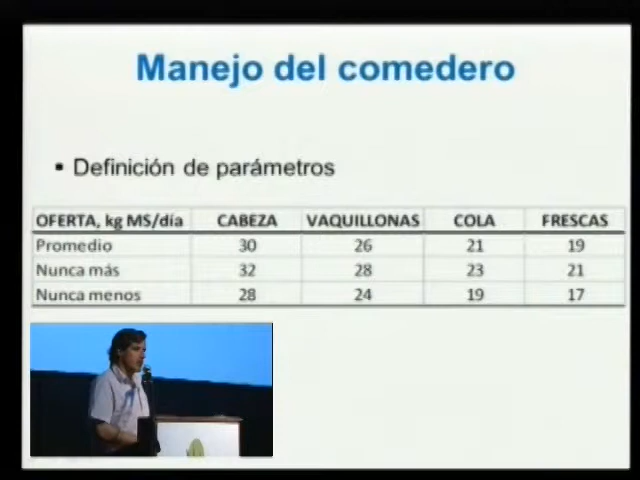 Manejo del comedero
▪ Definición de parámetros
OFERTA, kg MS/día CABEZA VAQUILLONAS COLA FRESCAS
Promedio 30 26 21 19
Nunca más 32 28 23 21
Nunca menos 28 24 19 17